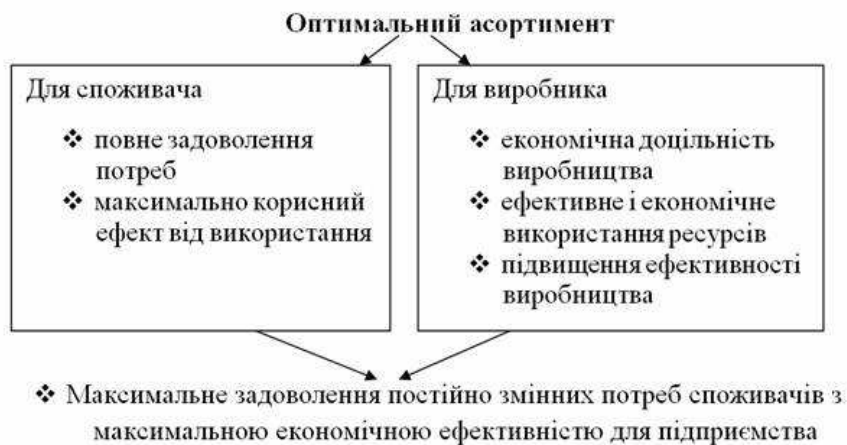 Оптимальний асортимент
Для споживача
❖ повне задоволення
потреб
❖ максимально корисний
ефект від використання
Для виробника
❖ економічна доцільність
виробництва
❖ ефективне і економічне
використання ресурсів
❖ підвищення ефективності
виробництва
❖ Максимальне задоволення постійно змінних потреб споживачів з
максимальною економічною ефективністю для підприємства